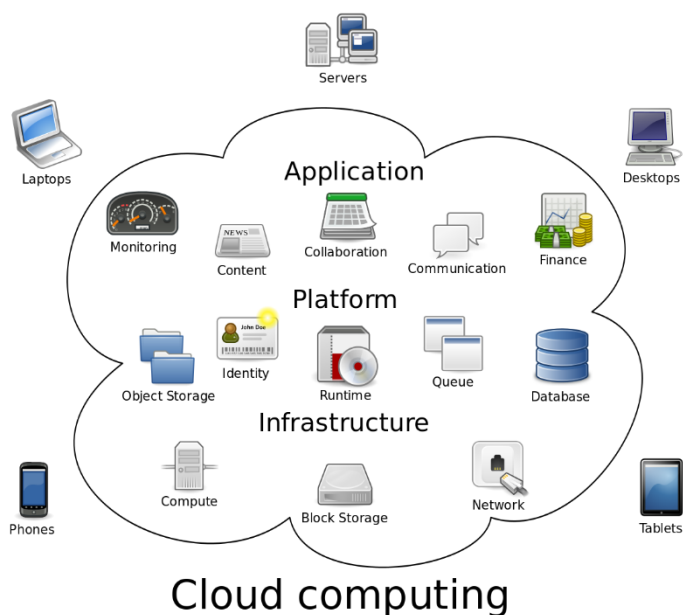 Servers
Laptops
Desktops
Application
Monitoring
NEWS
Content
Collaboration
Communication
Finance
Platform
John Doe
Object Storage
Identity
Runtime
Queue
Database
Infrastructure
Compute
Block Storage
Network
Phones
Tablets
Cloud computing